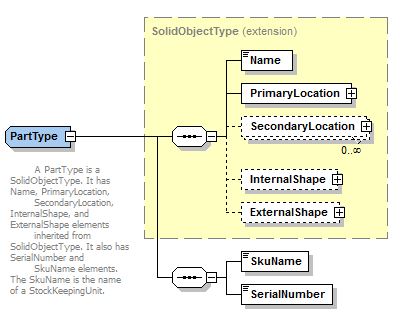 SolidObjectType (extension)
Name
PrimaryLocation
SecondaryLocation
0..∞
InternalShape
ExternalShape
PartType
A PartType is a
SolidObjectType. It has
Name, PrimaryLocation,
SecondaryLocation,
InternalShape, and
ExternalShape elements
inherited from
SolidObjectType. It also has
SerialNumber and
SkuName elements.
The SkuName is the name
of a StockKeepingUnit.
SkuName
SerialNumber